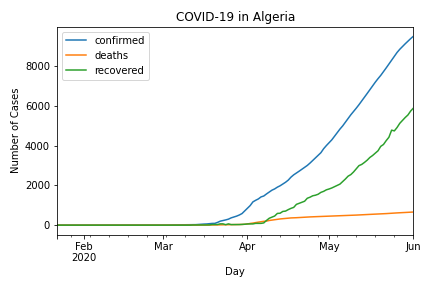 COVID-19 in Algeria
confirmed
deaths
recovered
Number of Cases
8000
6000
4000
2000
0
Feb
2020
Mar
Apr
May
Jun
Day